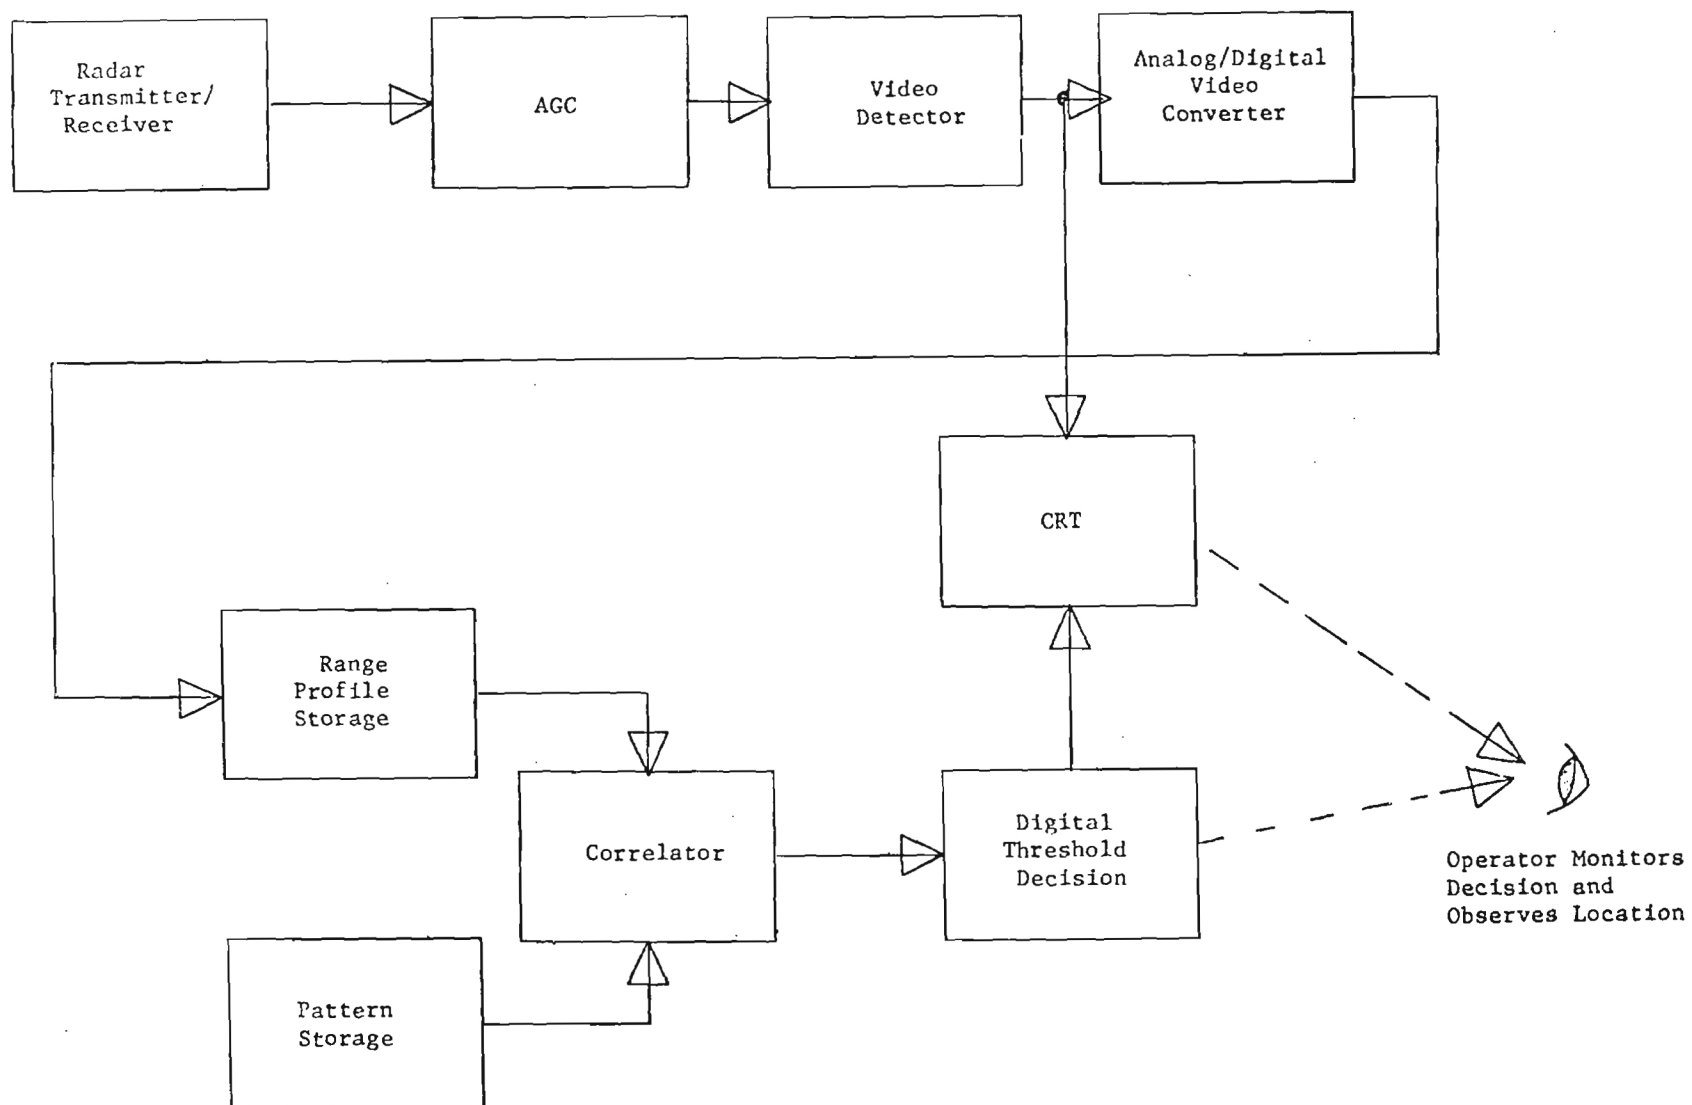 Radar
Transmitter/
Receiver
AGC
Video
Detector
Analog/Digital
Video
Converter
CRT
Range
Profile
Storage
Correlator
Digital
Threshold
Decision
Operator Monitors
Decision and
Observes Location
Pattern
Storage